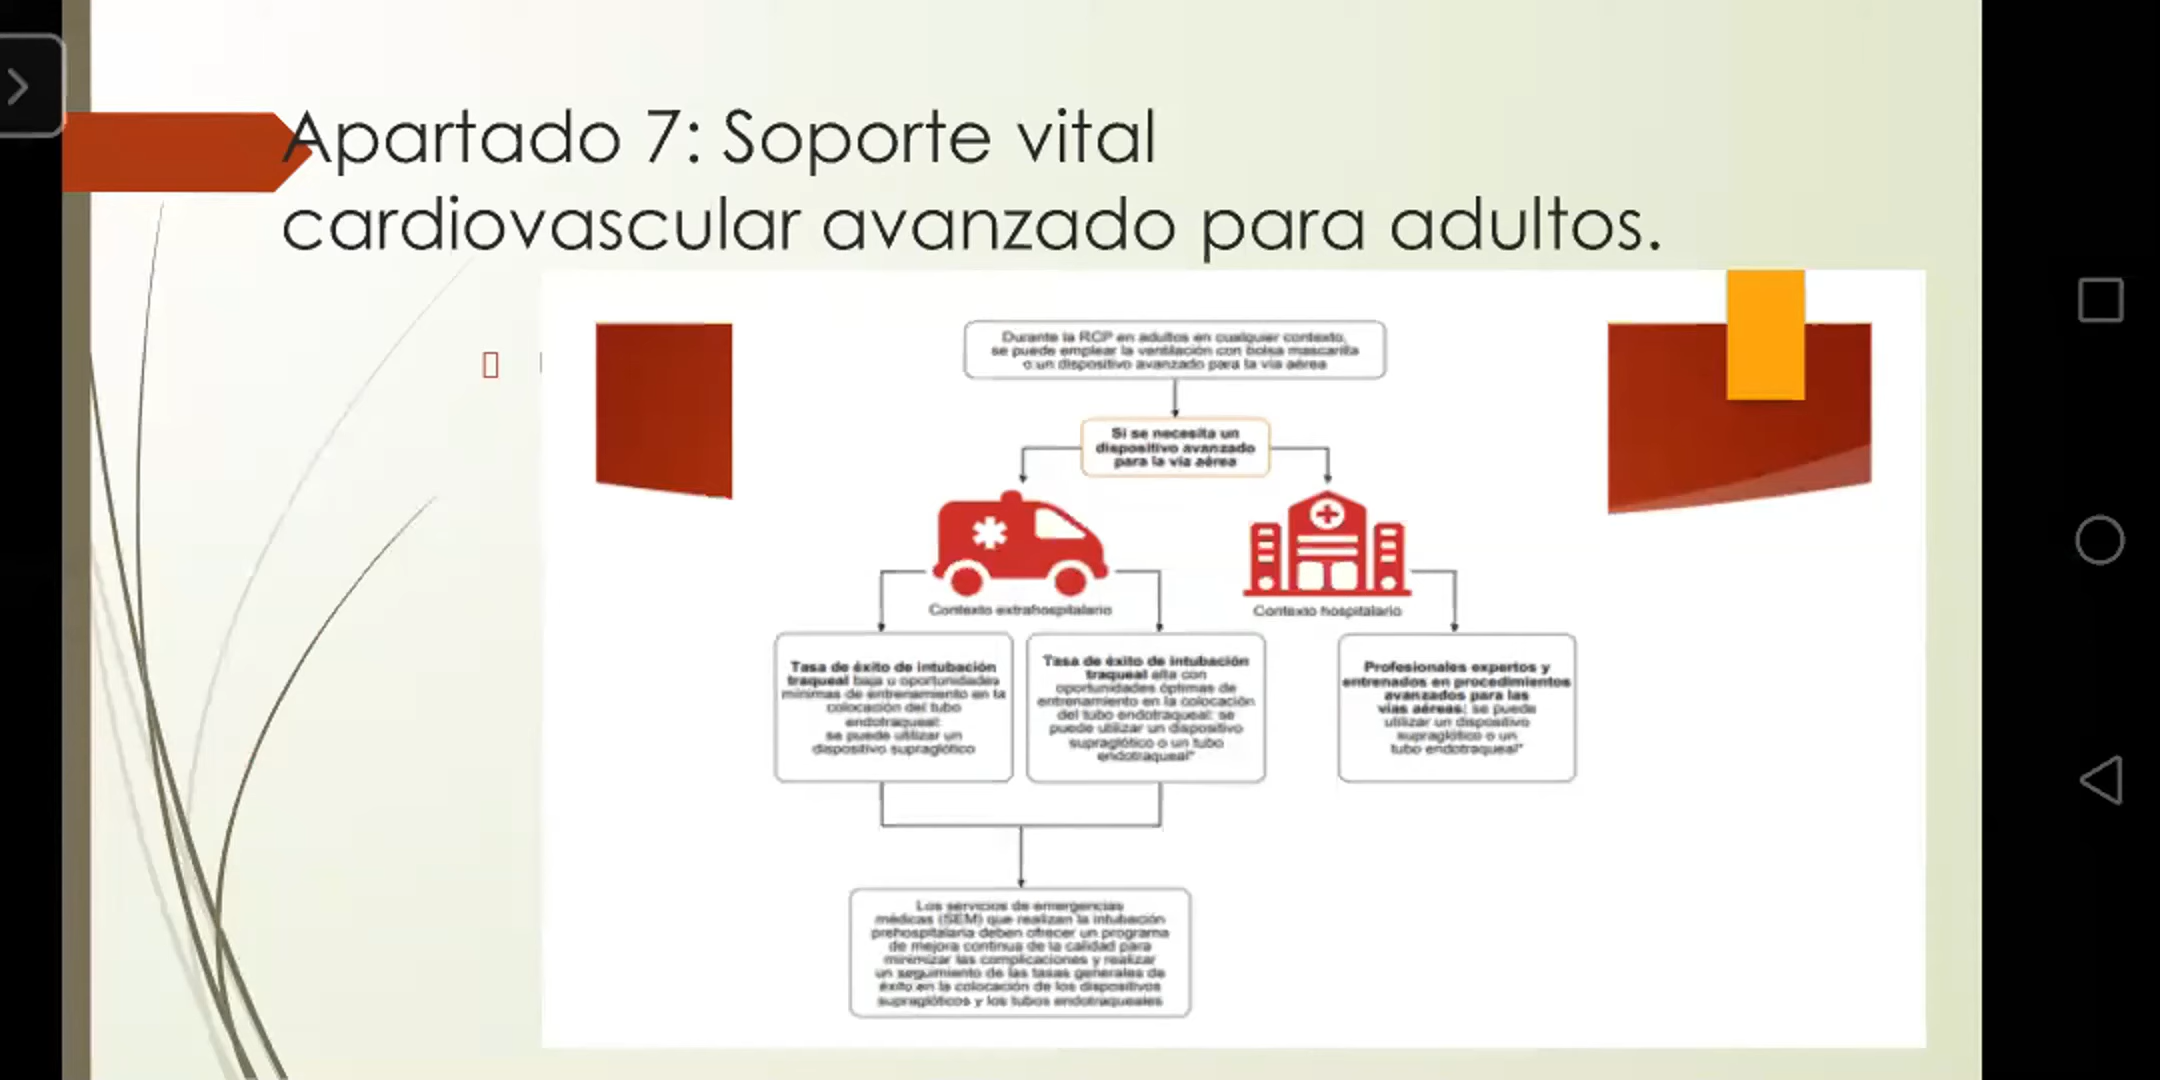 Apartado 7: Soporte vital
cardiovascular avanzado para adultos.
Durante la RCP en adultos en cualquier contexto,
se puede emplear la ventilación con bolsa mascarilla
o un dispositivo avanzado para la vía aérea
Si se necesita un
dispositivo avanzado
para la vía aérea
Contexto extrahospitalario
Contexto hospitalario
Tasa de éxito de intubación
traqueal baja u oportunidades
mínimas de entrenamiento en la
colocación del tubo
endotraqueal:
se puede utilizar un
dispositivo supraglótico
Tasa de éxito de intubación
traqueal alta con
oportunidades óptimas de
entrenamiento en la colocación
del tubo endotraqueal: se
puede utilizar un dispositivo
supraglótico o un tubo
endotraqueal*
Profesionales expertos y
entrenados en procedimientos
avanzados para las
vías aéreas: se puede
utilizar un dispositivo
supraglótico o un
tubo endotraqueal*
Los servicios de emergencias
médicas (SEM) que realizan la intubación
prehospitalaria deben ofrecer un programa
de mejora continua de la calidad para
minimizar las complicaciones y realizar
un seguimiento de las tasas generales de
éxito en la colocación de los dispositivos
supraglóticos y los tubos endotraqueales